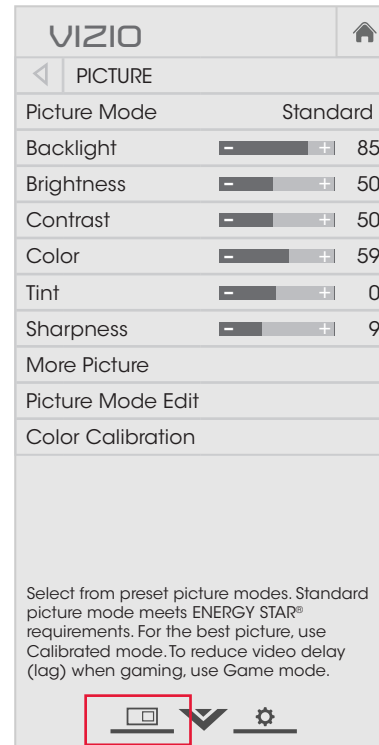 VIZIO
PICTURE
Picture Mode Standard
Backlight - + 85
Brightness - + 50
Contrast - + 50
Color - + 59
Tint - + 0
Sharpness - + 9
More Picture
Picture Mode Edit
Color Calibration
Select from preset picture modes. Standard
picture mode meets ENERGY STAR®
requirements. For the best picture, use
Calibrated mode. To reduce video delay
(lag) when gaming, use Game mode.